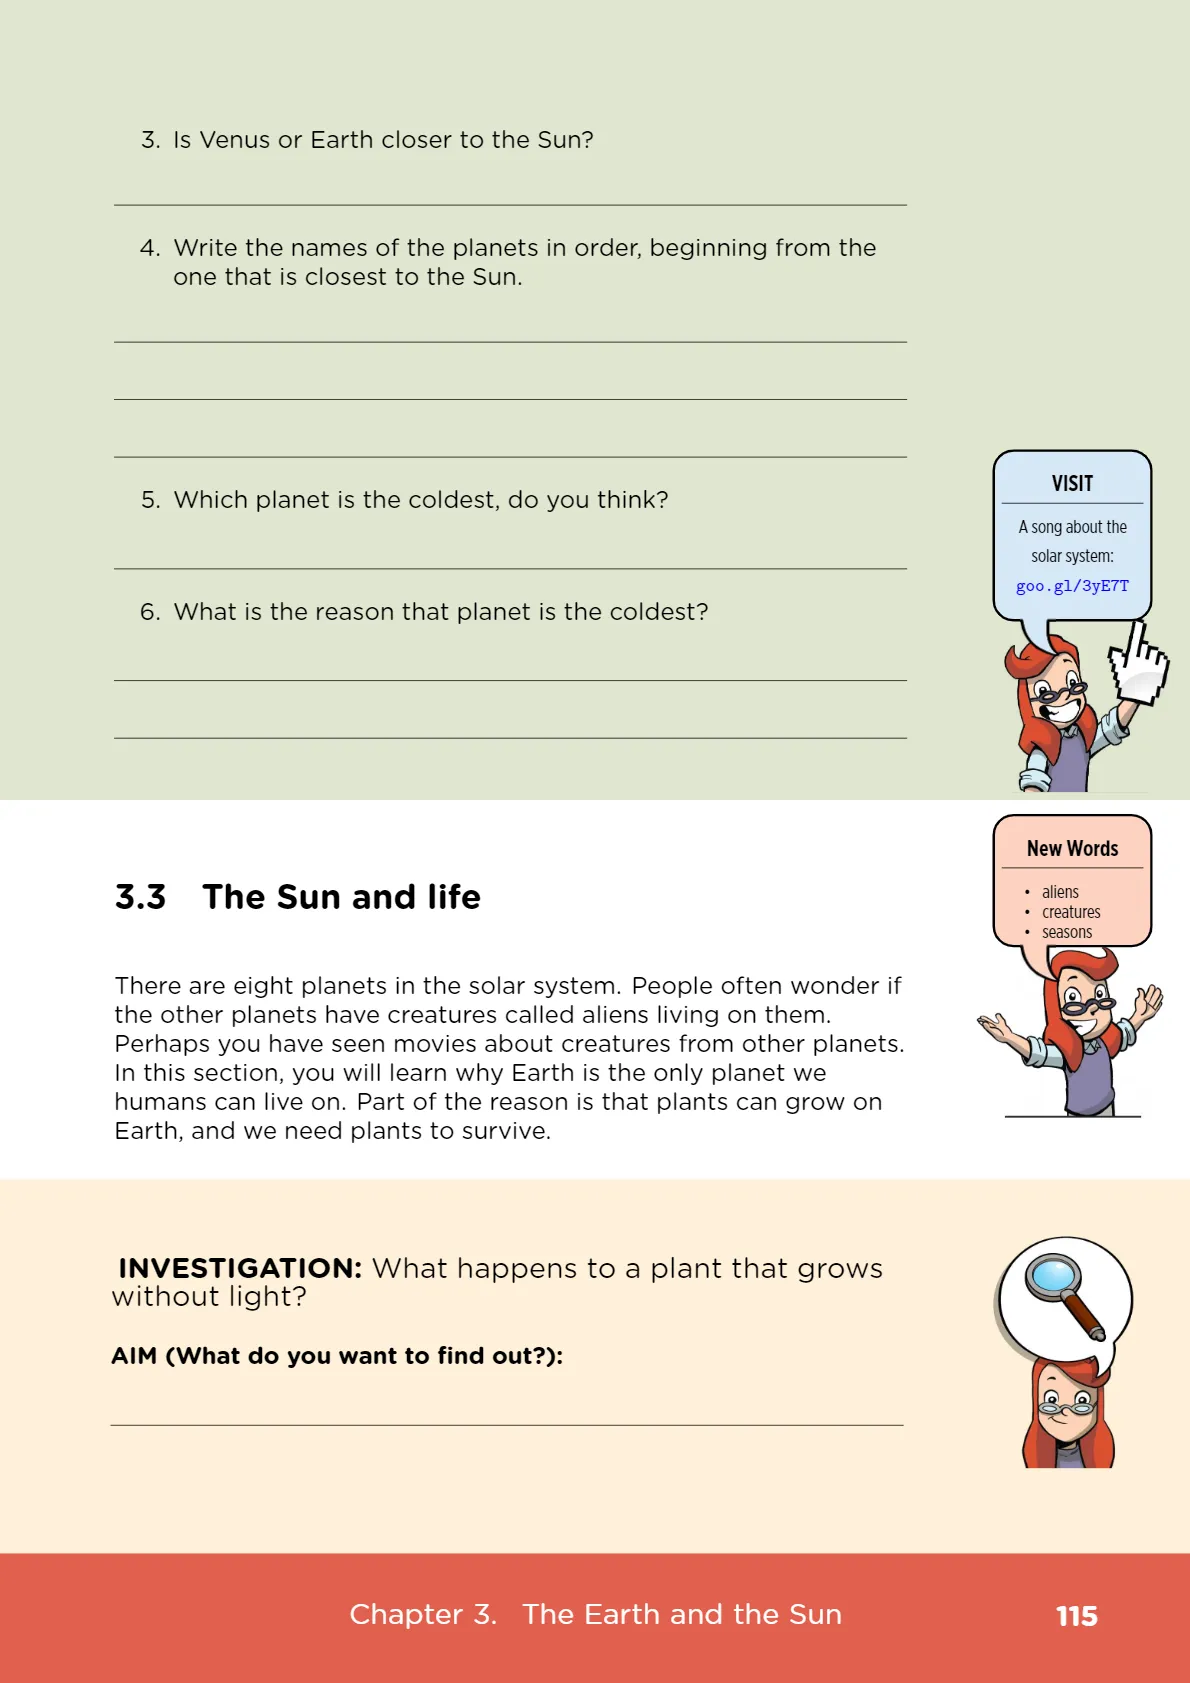 3. Is Venus or Earth closer to the Sun?
4. Write the names of the planets in order, beginning from the
one that is closest to the Sun.
5. Which planet is the coldest, do you think?
6. What is the reason that planet is the coldest?
VISIT
A song about the
solar system:
goo.gl/3yE7T
3.3 The Sun and life
New Words
• aliens
• creatures
• seasons
There are eight planets in the solar system. People often wonder if
the other planets have creatures called aliens living on them.
Perhaps you have seen movies about creatures from other planets.
In this section, you will learn why Earth is the only planet we
humans can live on. Part of the reason is that plants can grow on
Earth, and we need plants to survive.
INVESTIGATION: What happens to a plant that grows
without light?
AIM (What do you want to find out?):
Chapter 3. The Earth and the Sun
115